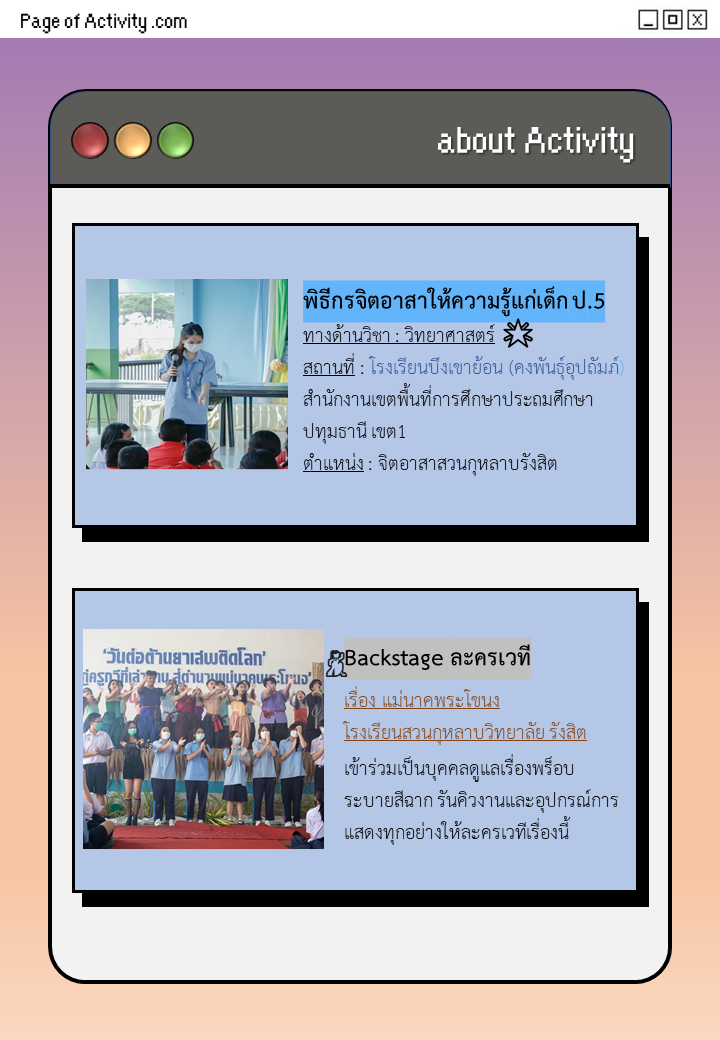 Page of Activity .com
about Activity
พิธีกรจิตอาสาให้ความรู้แก่เด็ก ป.5
ทางด้านวิชา : วิทยาศาสตร์
สถานที่ : โรงเรียนบึงเขาย้อน (คงพันธุ์อุปถัมภ์)
สำนักงานเขตพื้นที่การศึกษาประถมศึกษา
ปทุมธานี เขต1
ตำแหน่ง : จิตอาสาสวนกุหลาบรังสิต
'วันต่อต้านยาเสพติดโลก'
Backstage ละครเวที
เรื่อง แม่นาคพระโขนง
โรงเรียนสวนกุหลาบวิทยาลัย รังสิต
เข้าร่วมเป็นบุคคลดูแลเรื่องพร็อบ
ระบายสีฉาก รันคิวงานและอุปกรณ์การ
แสดงทุกอย่างให้ละครเวทีเรื่องนี้